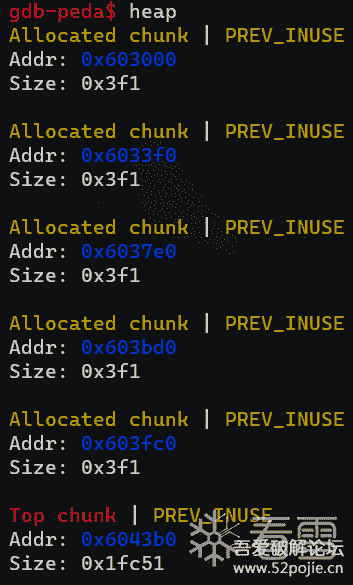 gdb-peda$ heap
Allocated chunk | PREV_INUSE
Addr: 0x603000
Size: 0x3f1
Allocated chunk | PREV_INUSE
Addr: 0x6033f0
Size: 0x3f1
Allocated chunk | PREV_INUSE
Addr: 0x6037e0
Size: 0x3f1
Allocated chunk | PREV_INUSE
Addr: 0x603bd0
Size: 0x3f1
Allocated chunk | PREV_INUSE
Addr: 0x603fc0
Size: 0x3f1
Top chunk | PREV_INUSE
Addr: 0x6043b0
Size: 0x1fc51
看雪
吾爱破解论坛
www.52pojie.cn